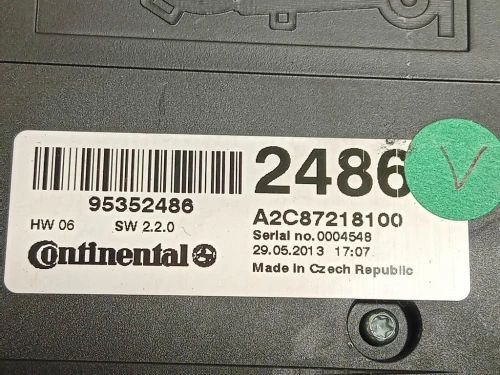 2486
95352486
A2C87218100
HW 06 SW 2.2.0
Serial no.0004548
29.05.2013 17:07
Continental
Made in Czech Republic
V